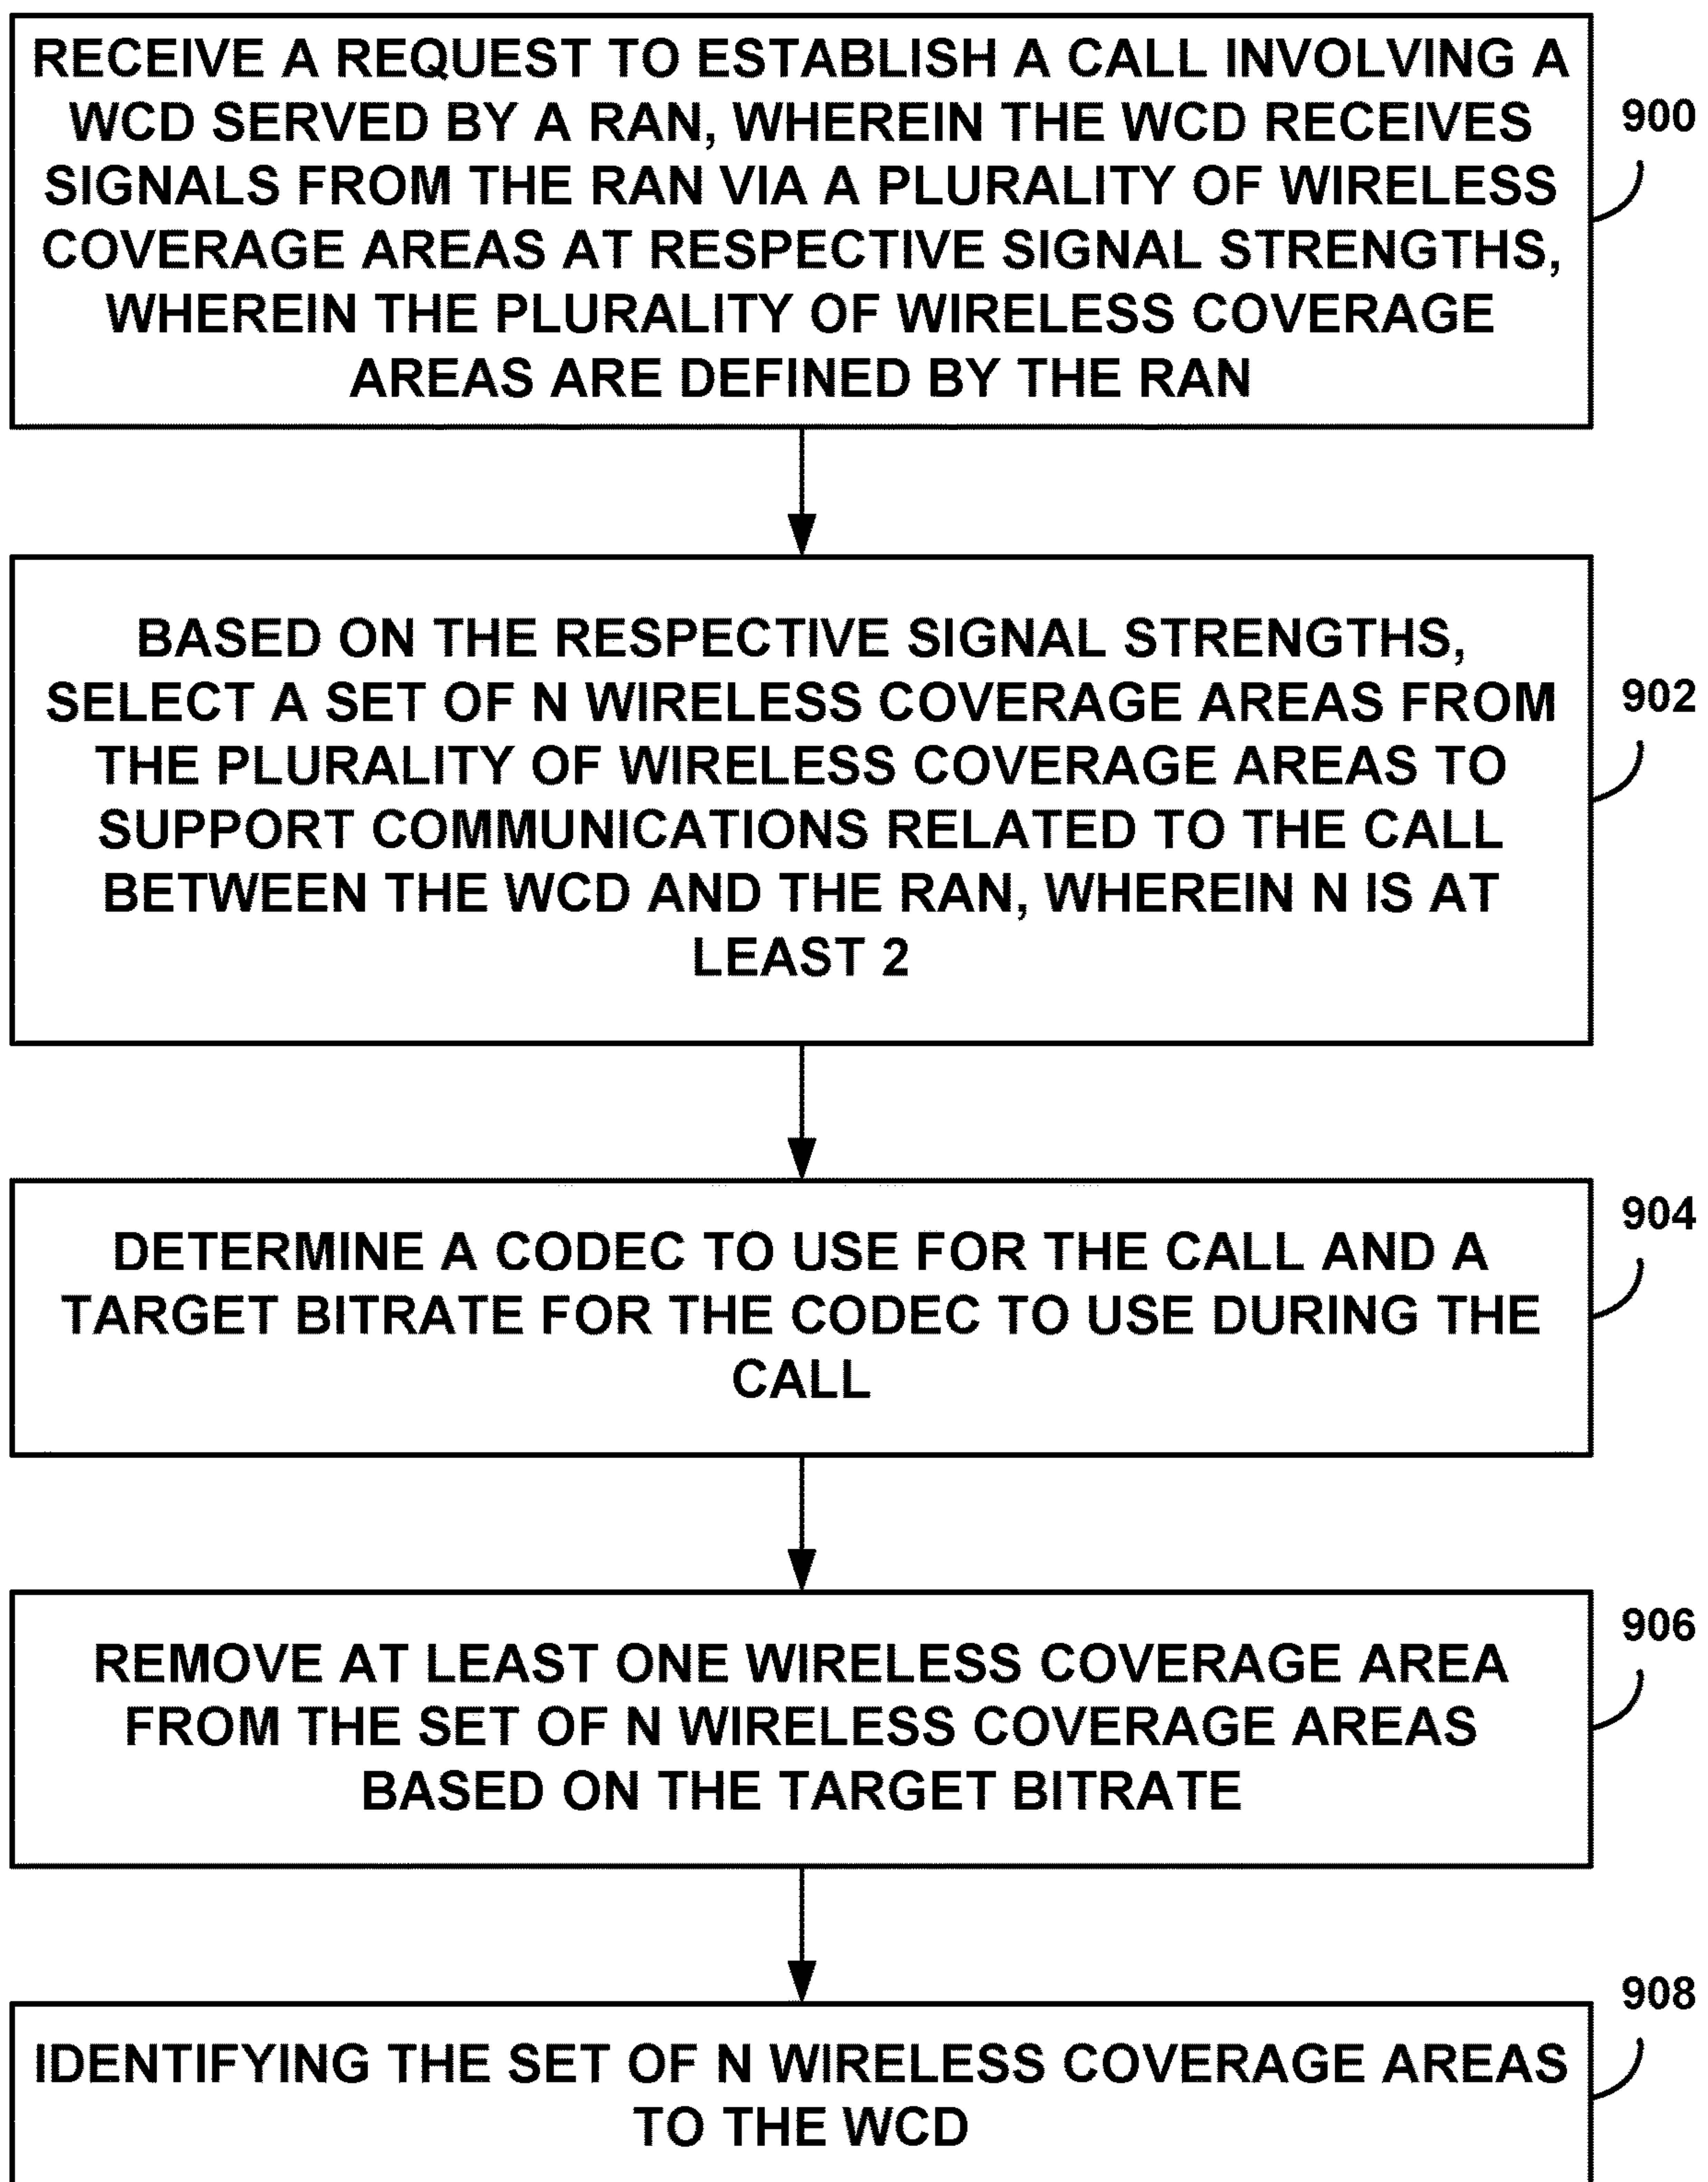 RECEIVE A REQUEST TO ESTABLISH A CALL INVOLVING A
WCD SERVED BY A RAN, WHEREIN THE WCD RECEIVES
SIGNALS FROM THE RAN VIA A PLURALITY OF WIRELESS
COVERAGE AREAS AT RESPECTIVE SIGNAL STRENGTHS,
WHEREIN THE PLURALITY OF WIRELESS COVERAGE
AREAS ARE DEFINED BY THE RAN
900
BASED ON THE RESPECTIVE SIGNAL STRENGTHS,
SELECT A SET OF N WIRELESS COVERAGE AREAS FROM
THE PLURALITY OF WIRELESS COVERAGE AREAS TO
SUPPORT COMMUNICATIONS RELATED TO THE CALL
BETWEEN THE WCD AND THE RAN, WHEREIN N IS AT
LEAST 2
902
DETERMINE A CODEC TO USE FOR THE CALL AND A
TARGET BITRATE FOR THE CODEC TO USE DURING THE
CALL
904
REMOVE AT LEAST ONE WIRELESS COVERAGE AREA
FROM THE SET OF N WIRELESS COVERAGE AREAS
BASED ON THE TARGET BITRATE
906
IDENTIFYING THE SET OF N WIRELESS COVERAGE AREAS
TO THE WCD
908